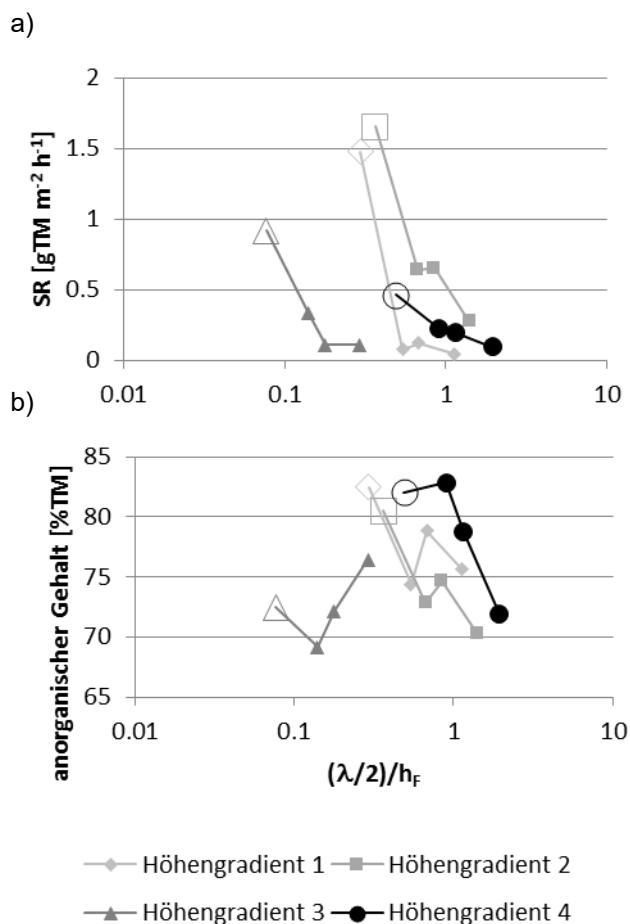 a)
2
1.5
1
0.5
0
SR [gTM m⁻² h⁻¹]
0.01 0.1 1 10
b)
85
80
75
70
65
anorganischer Gehalt [%TM]
0.01 0.1 1 10
(λ/2)/h_F
Höhengradient 1 Höhengradient 2
Höhengradient 3 Höhengradient 4